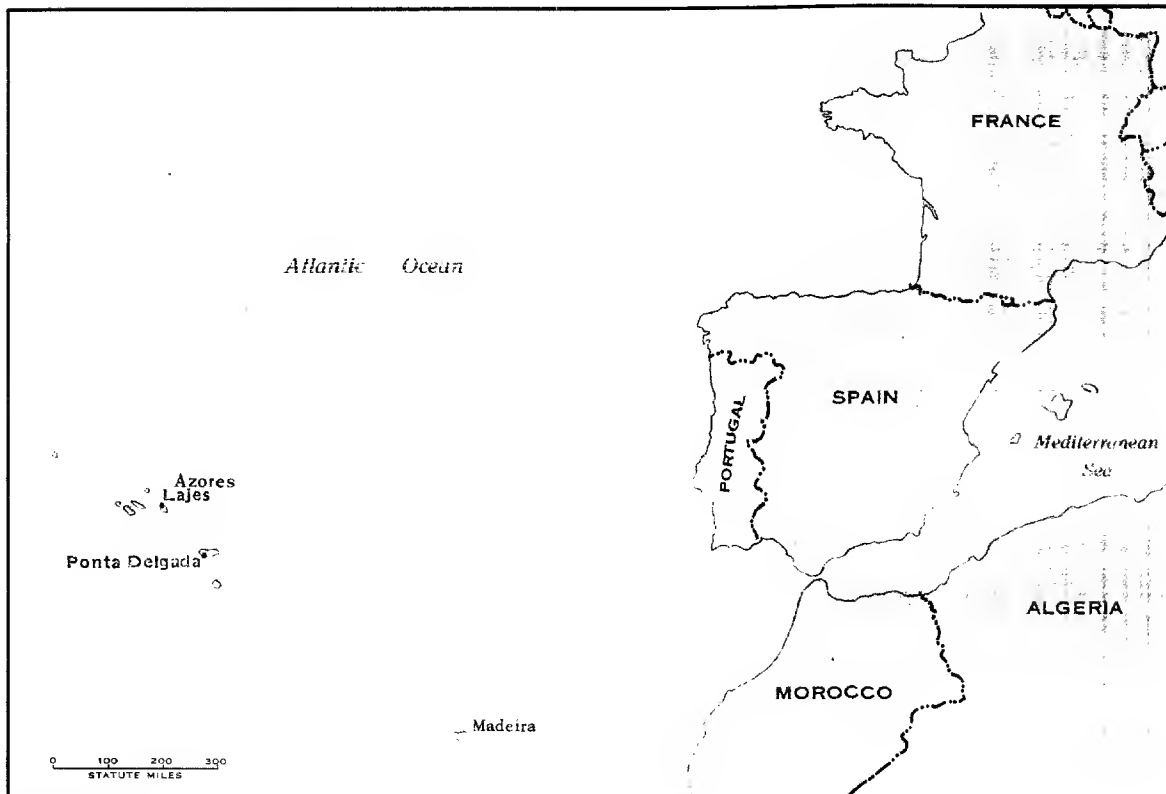 FRANCE
Atlantic Ocean
SPAIN
PORTUGAL
Mediterranean
Sea
Azores
Lajes
Ponta Delgada
ALGERIA
MOROCCO
Madeira
0 100 200 300
STATUTE MILES